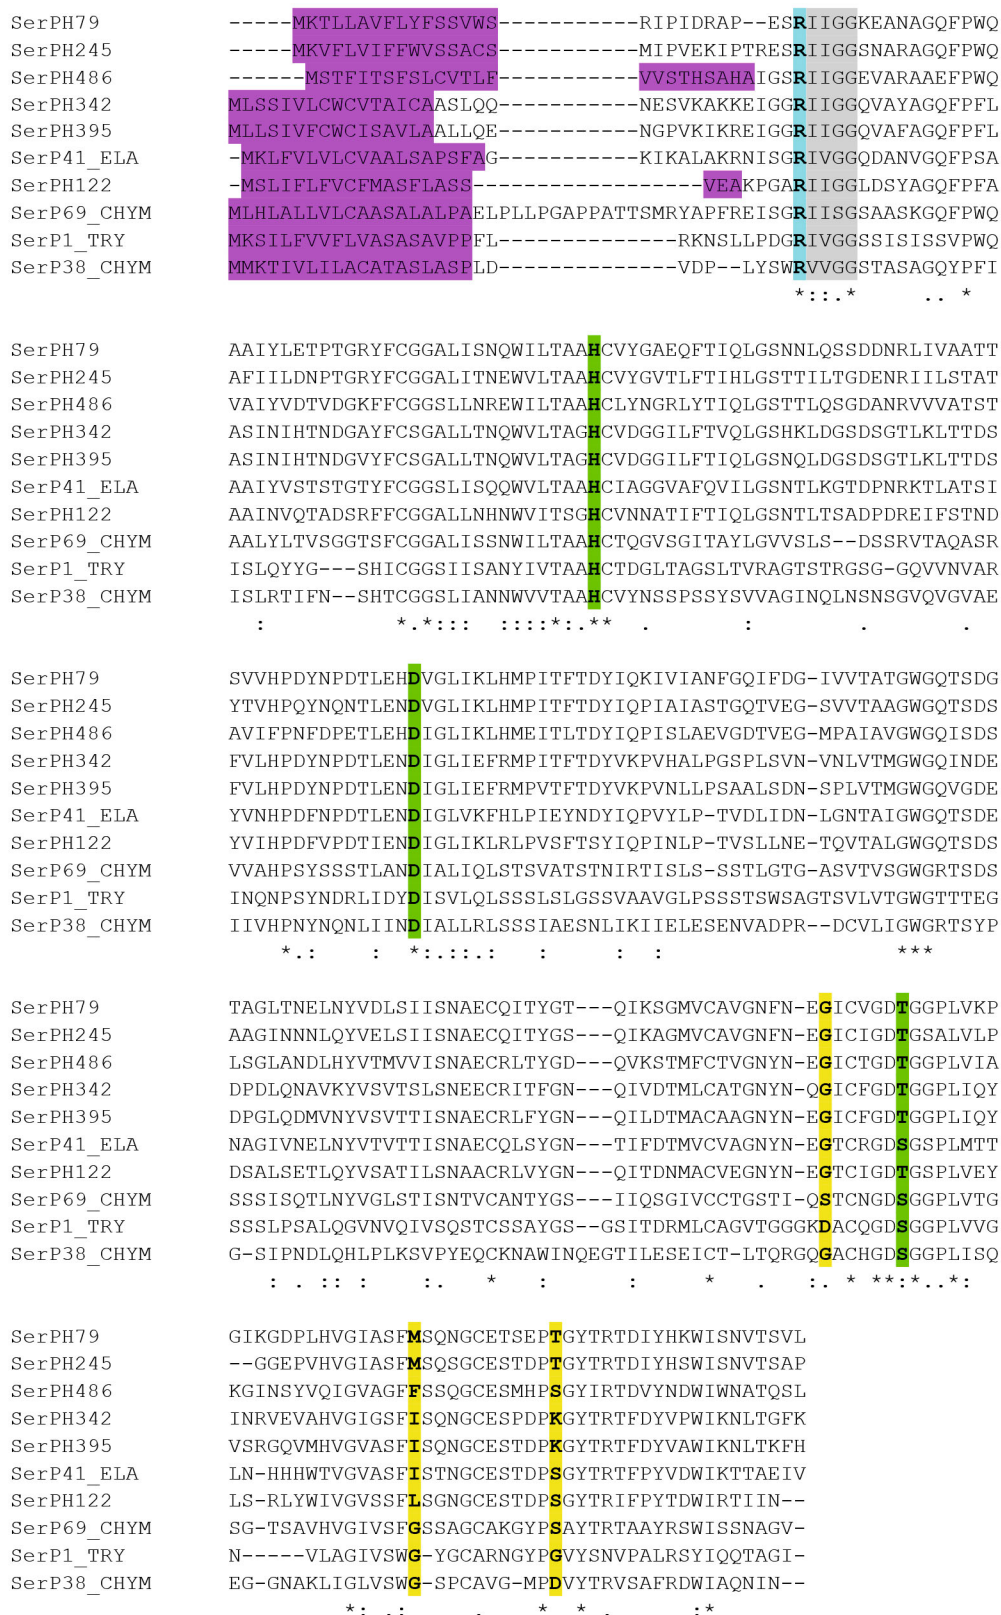 SerPH79 -----MKTLLAVFLYFSSVWS-----------RIPIDRAP--ESRIIGGKEANAGQFPWQ
SerPH245 -----MKVFLVIFFWVSSACS-----------MIPVEKIPTRESRIIGGSNARAGQFPWQ
SerPH486 ------MSTFITSFSLCVTLF-----------VVSTHSAHAIGSRIIGGEVARAAEFPWQ
SerPH342 MLSSIVLCWCVTAICAASLQQ-----------NESVKAKKEIGGRIIGGQVAYAGQFPFL
SerPH395 MLLSIVFCWCISAVLAALLQE-----------NGPVKIKREIGGRIIGGQVAFAGQFPFL
SerP41_ELA -MKLFVLVLCVAALSAPSFAG-----------KIKALAKRNISGRIVGGQDANVGQFPSA
SerPH122 -MSLIFLFVCFMASFLASS------------------VEAKPGARIIGGLDSYAGQFPFA
SerP69_CHYM MLHLALLVLCAASALALPAELPLLPGAPPATTSMRYAPFREISGRIISGSAASKGQFPWQ
SerP1_TRY MKSILFVVFLVASASAVPPFL--------------RKNSLLPDGRIVGGSSISISSVPWQ
SerP38_CHYM MMKTIVLILACATASLASPLD--------------VDP--LYSWRVVGGSTASAGQYPFI
*::.* .. *
SerPH79 AAIYLETPTGRYFCGGALISNQWILTAAHCVYGAEQFTIQLGSNNLQSSDDNRLIVAATT
SerPH245 AFIILDNPTGRYFCGGALITNEWVLTAAHCVYGVTLFTIHLGSTTILTGDENRIILSTAT
SerPH486 VAIYVDTVDGKFFCGGSLLNREWILTAAHCLYNGRLYTIQLGSTTLQSGDANRVVVATST
SerPH342 ASINIHTNDGAYFCSGALLTNQWVLTAGHCVDGGILFTVQLGSHKLDGSDSGTLKLTTDS
SerPH395 ASINIHTNDGVYFCSGALLTNQWVLTAGHCVDGGILFTIQLGSNQLDGSDSGTLKLTTDS
SerP41_ELA AAIYVSTSTGTYFCGGSLISQQWVLTAAHCIAGGVAFQVILGSNTLKGTDPNRKTLATSI
SerPH122 AAINVQTADSRFFCGGALLNHNWVITSGHCVNNATIFTIQLGSNTLTSADPDREIFSTND
SerP69_CHYM AALYLTVSGGTSFCGGALISSNWILTAAHCTQGVSGITAYLGVVSLS--DSSRVTAQASR
SerP1_TRY ISLQYYG---SHICGGSIISANYIVTAAHCTDGLTAGSLTVRAGTSTRGSG-GQVVNVAR
SerP38_CHYM ISLRTIFN--SHTCGGSLIANNWVVTAAHCVYNSSPSSYSVVAGINQLNSNSGVQVGVAE
: *.*::: ::::*:.** . : . .
SerPH79 SVVHPDYNPDTLEHDVGLIKLHMPITFTDYIQKIVIANFGQIFDG-IVVTATGWGQTSDG
SerPH245 YTVHPQYNQNTLENDVGLIKLHMPITFTDYIQPIAIASTGQTVEG-SVVTAAGWGQTSDS
SerPH486 AVIFPNFDPETLEHDIGLIKLHMEITLTDYIQPISLAEVGDTVEG-MPAIAVGWGQISDS
SerPH342 FVLHPDYNPDTLENDIGLIEFRMPITFTDYVKPVHALPGSPLSVN-VNLVTMGWGQINDE
SerPH395 FVLHPDYNPDTLENDIGLIEFRMPVTFTDYVKPVNLLPSAALSDN-SPLVTMGWGQVGDE
SerP41_ELA YVNHPDFNPDTLENDIGLVKFHLPIEYNDYIQPVYLP-TVDLIDN-LGNTAIGWGQTSDE
SerPH122 YVIHPDFVPDTIENDIGLIKLRLPVSFTSYIQPINLP-TVSLLNE-TQVTALGWGQTSDS
SerP69_CHYM VVAHPSYSSSTLANDIALIQLSTSVATSTNIRTISLS-SSTLGTG-ASVTVSGWGRTSDS
SerP1_TRY INQNPSYNDRLIDYDISVLQLSSSLSLGSSVAAVGLPSSSTSWSAGTSVLVTGWGTTTEG
SerP38_CHYM IIVHPNYNQNLIINDIALLRLSSSIAESNLIKIIELESENVADPR--DCVLIGWGRTSYP
*.: : *:.::.: : : : ***
SerPH79 TAGLTNELNYVDLSIISNAECQITYGT---QIKSGMVCAVGNFN-EGICVGDTGGPLVKP
SerPH245 AAGINNNLQYVELSIISNAECQITYGS---QIKAGMVCAVGNFN-EGICIGDTGSALVLP
SerPH486 LSGLANDLHYVTMVVISNAECRLTYGD---QVKSTMFCTVGNYN-EGICTGDTGGPLVIA
SerPH342 DPDLQNAVKYVSVTSLSNEECRITFGN---QIVDTMLCATGNYN-QGICFGDTGGPLIQY
SerPH395 DPGLQDMVNYVSVTTISNAECRLFYGN---QILDTMACAAGNYN-EGICFGDTGGPLIQY
SerP41_ELA NAGIVNELNYVTVTTISNAECQLSYGN---TIFDTMVCVAGNYN-EGTCRGDSGSPLMTT
SerPH122 DSALSETLQYVSATILSNAACRLVYGN---QITDNMACVEGNYN-EGTCIGDTGSPLVEY
SerP69_CHYM SSSISQTLNYVGLSTISNTVCANTYGS---IIQSGIVCCTGSTI-QSTCNGDSGGPLVTG
SerP1_TRY SSSLPSALQGVNVQIVSQSTCSSAYGS---GSITDRMLCAGVTGGGKDACQGDSGGPLVVG
SerP38_CHYM G-SIPNDLQHLPLKSVPYEQCKNAWINQEGTILESEICT-LTQRGQGACHGDSGGPLISQ
: . :: : :. * : : * . :. * **:*..*:
SerPH79 GIKGDPLHVGIASFMSQNGCETSEPTGYTRTDIYHKWISNVTSVL
SerPH245 --GGEPVHVGIASFMSQSGCESTDPTGYTRTDIYHSWISNVTSAP
SerPH486 KGINSYVQIGVAGFFSSQGCESMHPSGYIRTDVYNDWIWNATQSL
SerPH342 INRVEVAHVGIGSFISQNGCESPDPKGYTRTFDYVPWIKNLTGFK
SerPH395 VSRGQVMHVGVASFISQNGCESTDPKGYTRTFDYVAWIKNLTKFH
SerP41_ELA LN-HHHWTVGVASFISTNGCESTDPSGYTRTFPYVDWIKTTAEIV
SerPH122 LS-RLYWIVGVSSFLSGNGCESTDPSGYTRIFPYTDWIRTIIN--
SerP69_CHYM SG-TSAVHVGIVSFGSSAGCAKGYPSAYTRTAAYRSWISSNAGV-
SerP1_TRY N-----VLAGIVSWG-YGCARNGYPGVYSNVPALRSYIQQTAGI-
SerP38_CHYM EG-GNAKLIGLVSWG-SPCAVG-MPDVYTRVSAFRDWIAQNIN--
*: .: . * * . :*